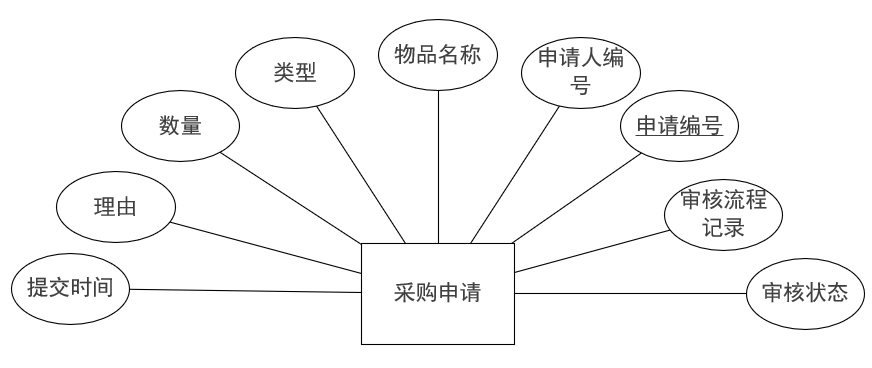 物品名称
类型
申请人编
号
数量
申请编号
理由
审核流程
记录
提交时间
采购申请
审核状态